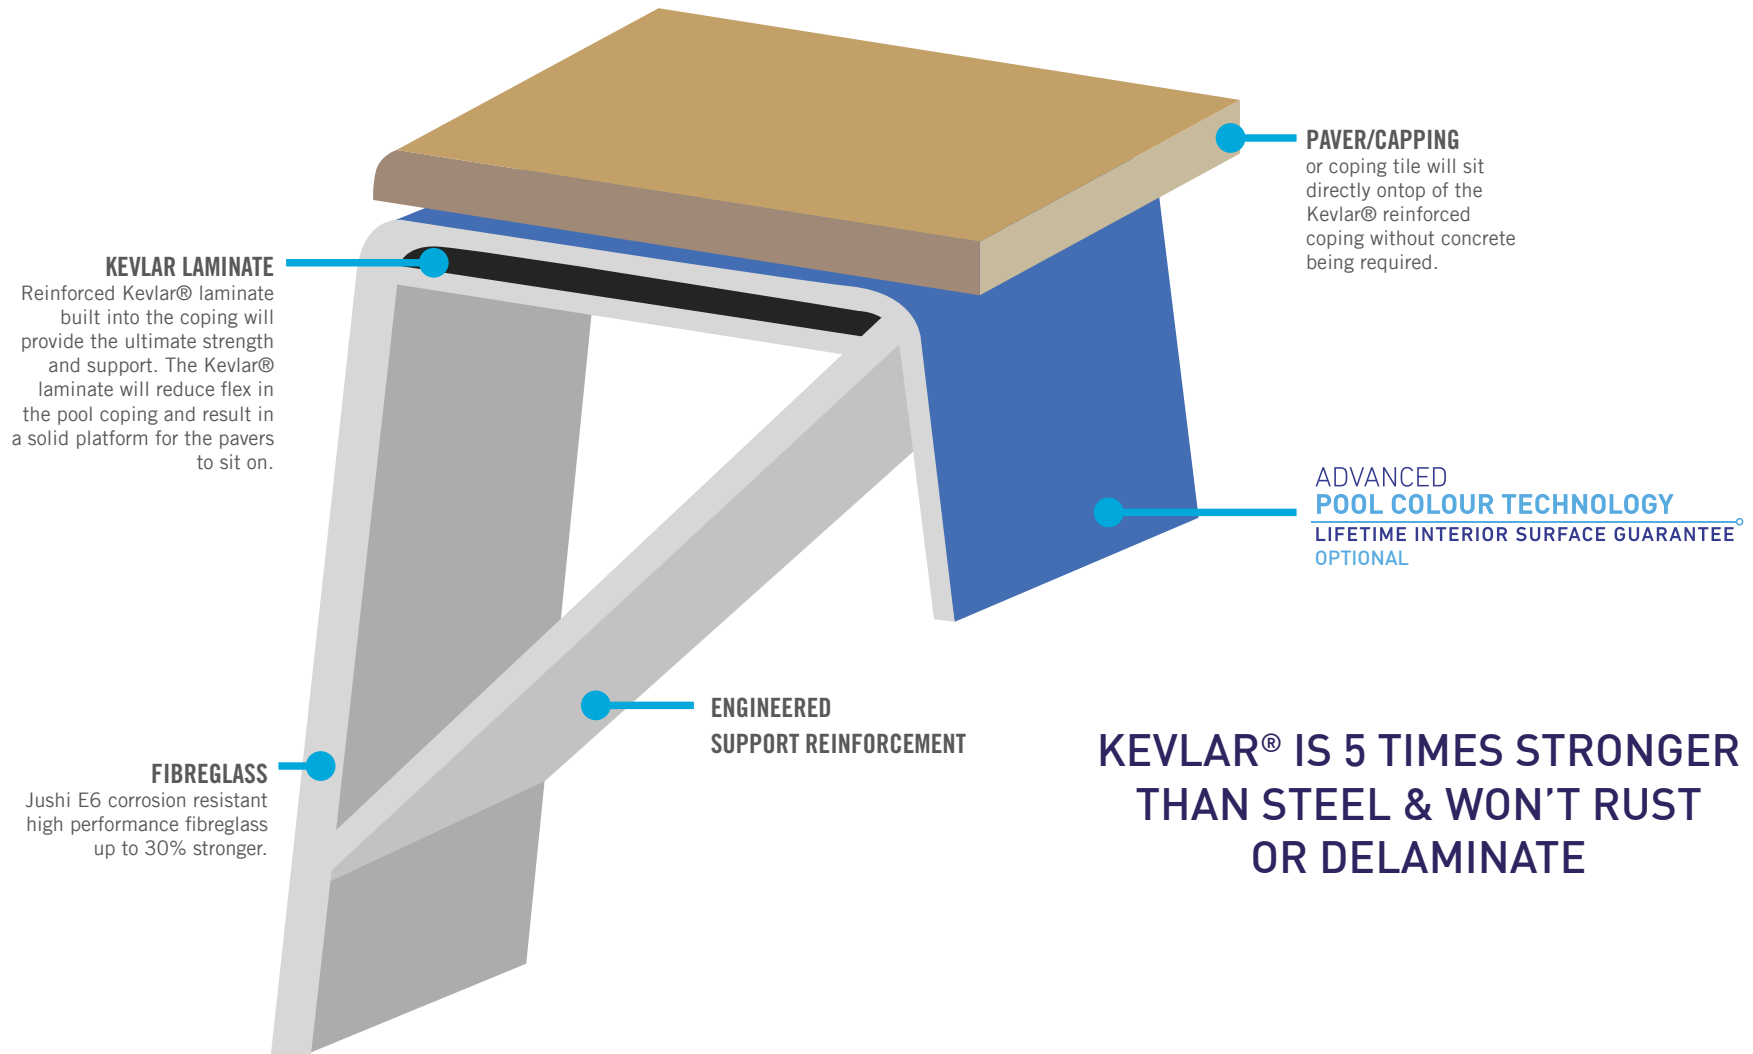 PAVER/CAPPING
or coping tile will sit
directly ontop of the
Kevlar® reinforced
coping without concrete
being required.
KEVLAR LAMINATE
Reinforced Kevlar® laminate
built into the coping will
provide the ultimate strength
and support. The Kevlar®
laminate will reduce flex in
the pool coping and result in
a solid platform for the pavers
to sit on.
ADVANCED
POOL COLOUR TECHNOLOGY
LIFETIME INTERIOR SURFACE GUARANTEE
OPTIONAL
ENGINEERED
SUPPORT REINFORCEMENT
FIBREGLASS
Jushi E6 corrosion resistant
high performance fibreglass
up to 30% stronger.
KEVLAR® IS 5 TIMES STRONGER
THAN STEEL & WON'T RUST
OR DELAMINATE